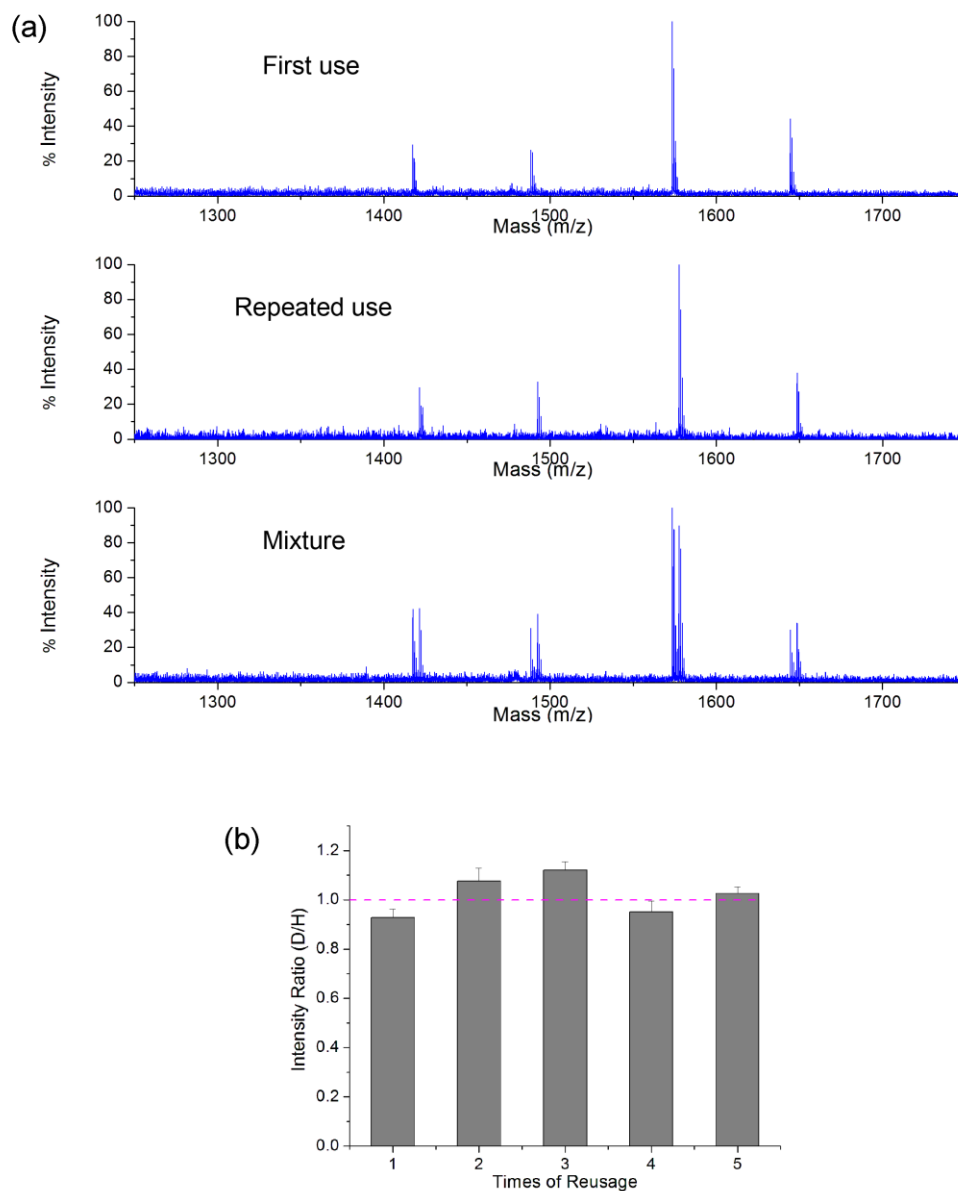 (a)
100
80
60
40
20
0
% Intensity
First use
1300 1400 1500 1600 1700
Mass (m/z)
100
80
60
40
20
0
% Intensity
Repeated use
1300 1400 1500 1600 1700
Mass (m/z)
100
80
60
40
20
0
% Intensity
Mixture
1300 1400 1500 1600 1700
Mass (m/z)
(b)
1.2
1.0
0.8
0.6
0.4
0.2
0.0
Intensity Ratio (D/H)
1 2 3 4 5
Times of Reusage